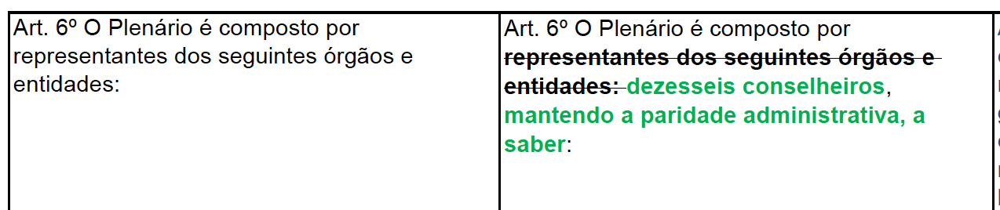 Art. 6º O Plenário é composto por
representantes dos seguintes órgãos e
entidades:
Art. 6º O Plenário é composto por
representantes dos seguintes órgãos e
entidades: dezesseis conselheiros,
mantendo a paridade administrativa, a
saber: